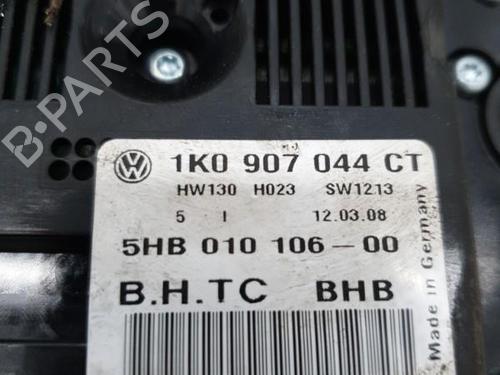 B-PARTS
1K0 907 044 CT
HW130 H023 SW1213
5 I 12.03.08
5HB 010 106-00
B.H.TC BHB
Made in Germany